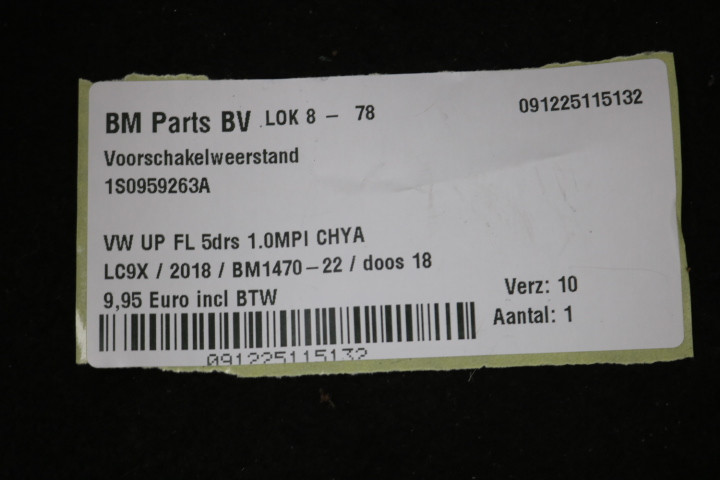 BM Parts BV LOK 8 - 78 091225115132
Voorschakelweerstand
1S0959263A
VW UP FL 5drs 1.0MPI CHYA
LC9X / 2018 / BM1470-22 / doos 18
9,95 Euro incl BTW
Verz: 10
Aantal: 1
091225115132